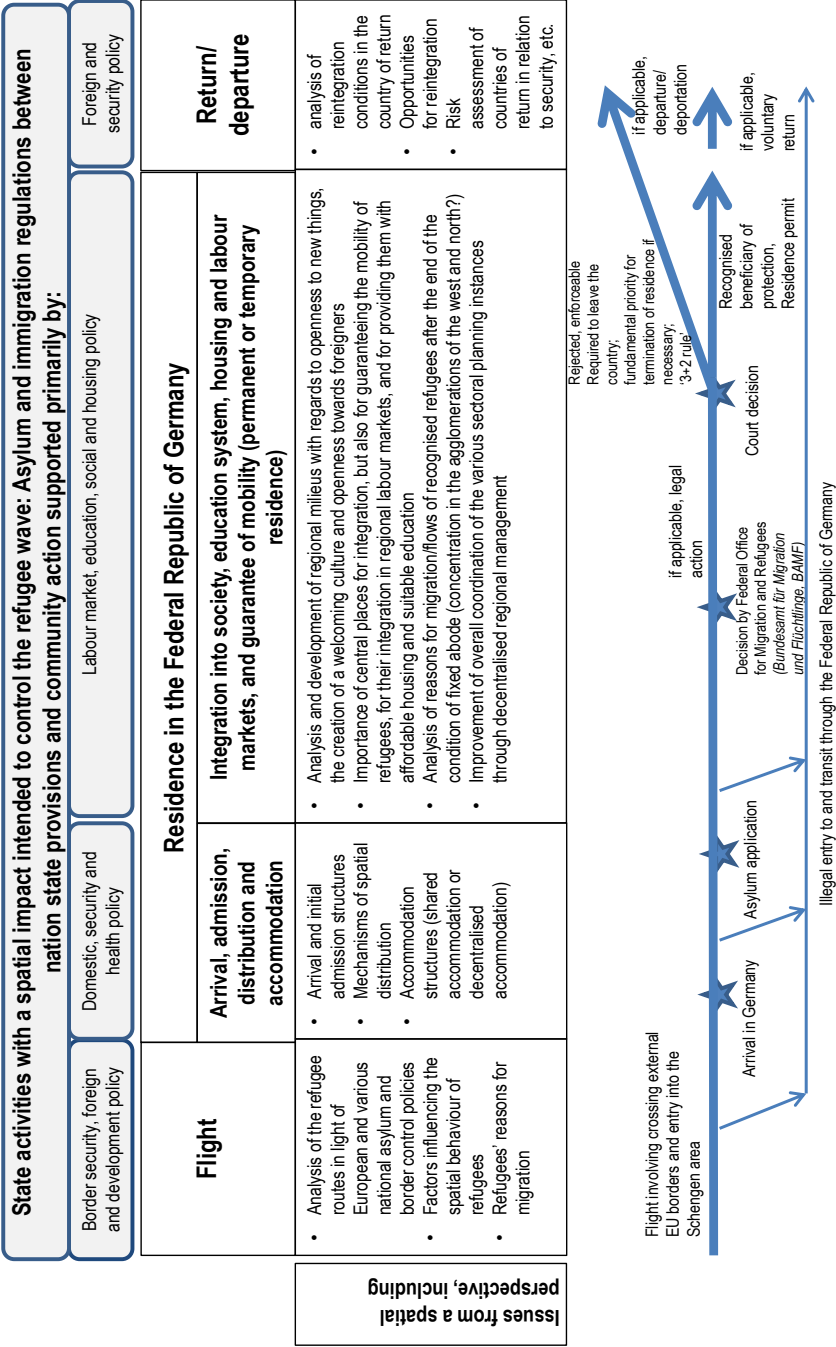 State activities with a spatial impact intended to control the refugee wave: Asylum and immigration regulations between
nation state provisions and community action supported primarily by:
Border security, foreign
and development policy
Domestic, security and
health policy
Labour market, education, social and housing policy
Foreign and
security policy
Flight
Residence in the Federal Republic of Germany
Return/
departure
Arrival, admission,
distribution and
accommodation
Integration into society, education system, housing and labour
markets, and guarantee of mobility (permanent or temporary
residence)
Issues from a spatial
perspective, including
• Analysis of the refugee
routes in light of
European and various
national asylum and
border control policies
• Factors influencing the
spatial behaviour of
refugees
• Refugees' reasons for
migration
• Arrival and initial
admission structures
• Mechanisms of spatial
distribution
• Accommodation
structures (shared
accommodation or
decentralised
accommodation)
• Analysis and development of regional milieus with regards to openness to new things,
the creation of a welcoming culture and openness towards foreigners
• Importance of central places for integration, but also for guaranteeing the mobility of
refugees, for their integration in regional labour markets, and for providing them with
affordable housing and suitable education
• Analysis of reasons for migration/flows of recognised refugees after the end of the
condition of fixed abode (concentration in the agglomerations of the west and north?)
• Improvement of overall coordination of the various sectoral planning instances
through decentralised regional management
• analysis of
reintegration
conditions in the
country of return
• Opportunities
for reintegration
• Risk
assessment of
countries of
return in relation
to security, etc.
Flight involving crossing external
EU borders and entry into the
Schengen area
Arrival in Germany
Asylum application
Decision by Federal Office
for Migration and Refugees
(Bundesamt für Migration
und Flüchtlinge, BAMF)
if applicable, legal
action
Court decision
Rejected, enforceable
Required to leave the
country;
fundamental priority for
termination of residence if
necessary;
'3+2 rule'
Recognised
beneficiary of
protection,
Residence permit
if applicable,
departure/
deportation
if applicable,
voluntary
return
Illegal entry to and transit through the Federal Republic of Germany